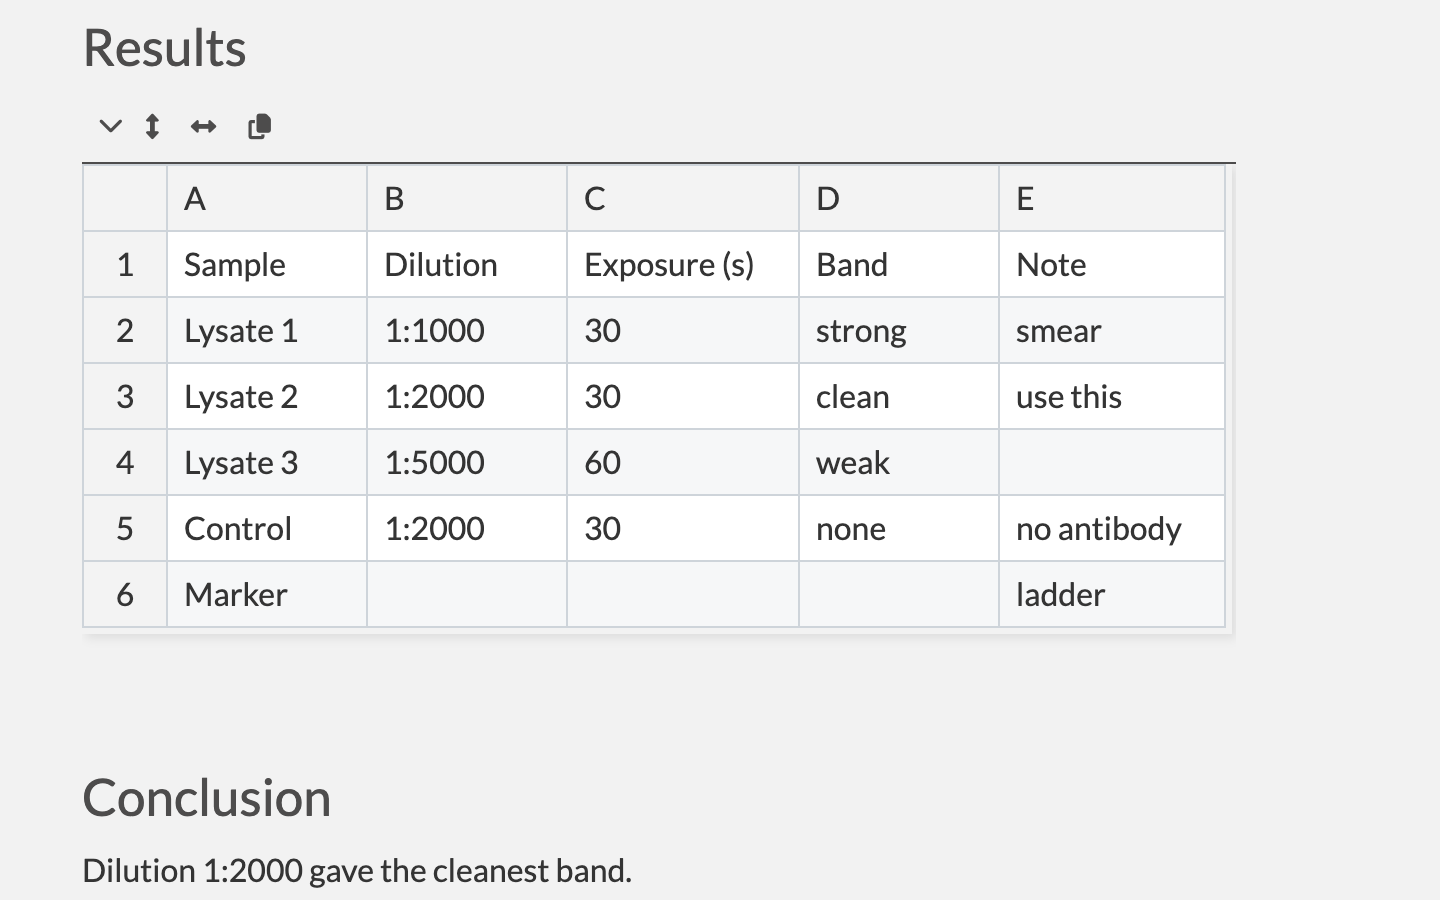 Results
A B C D E
1 Sample Dilution Exposure (s) Band Note
2 Lysate 1 1:1000 30 strong smear
3 Lysate 2 1:2000 30 clean use this
4 Lysate 3 1:5000 60 weak
5 Control 1:2000 30 none no antibody
6 Marker ladder
Conclusion
Dilution 1:2000 gave the cleanest band.